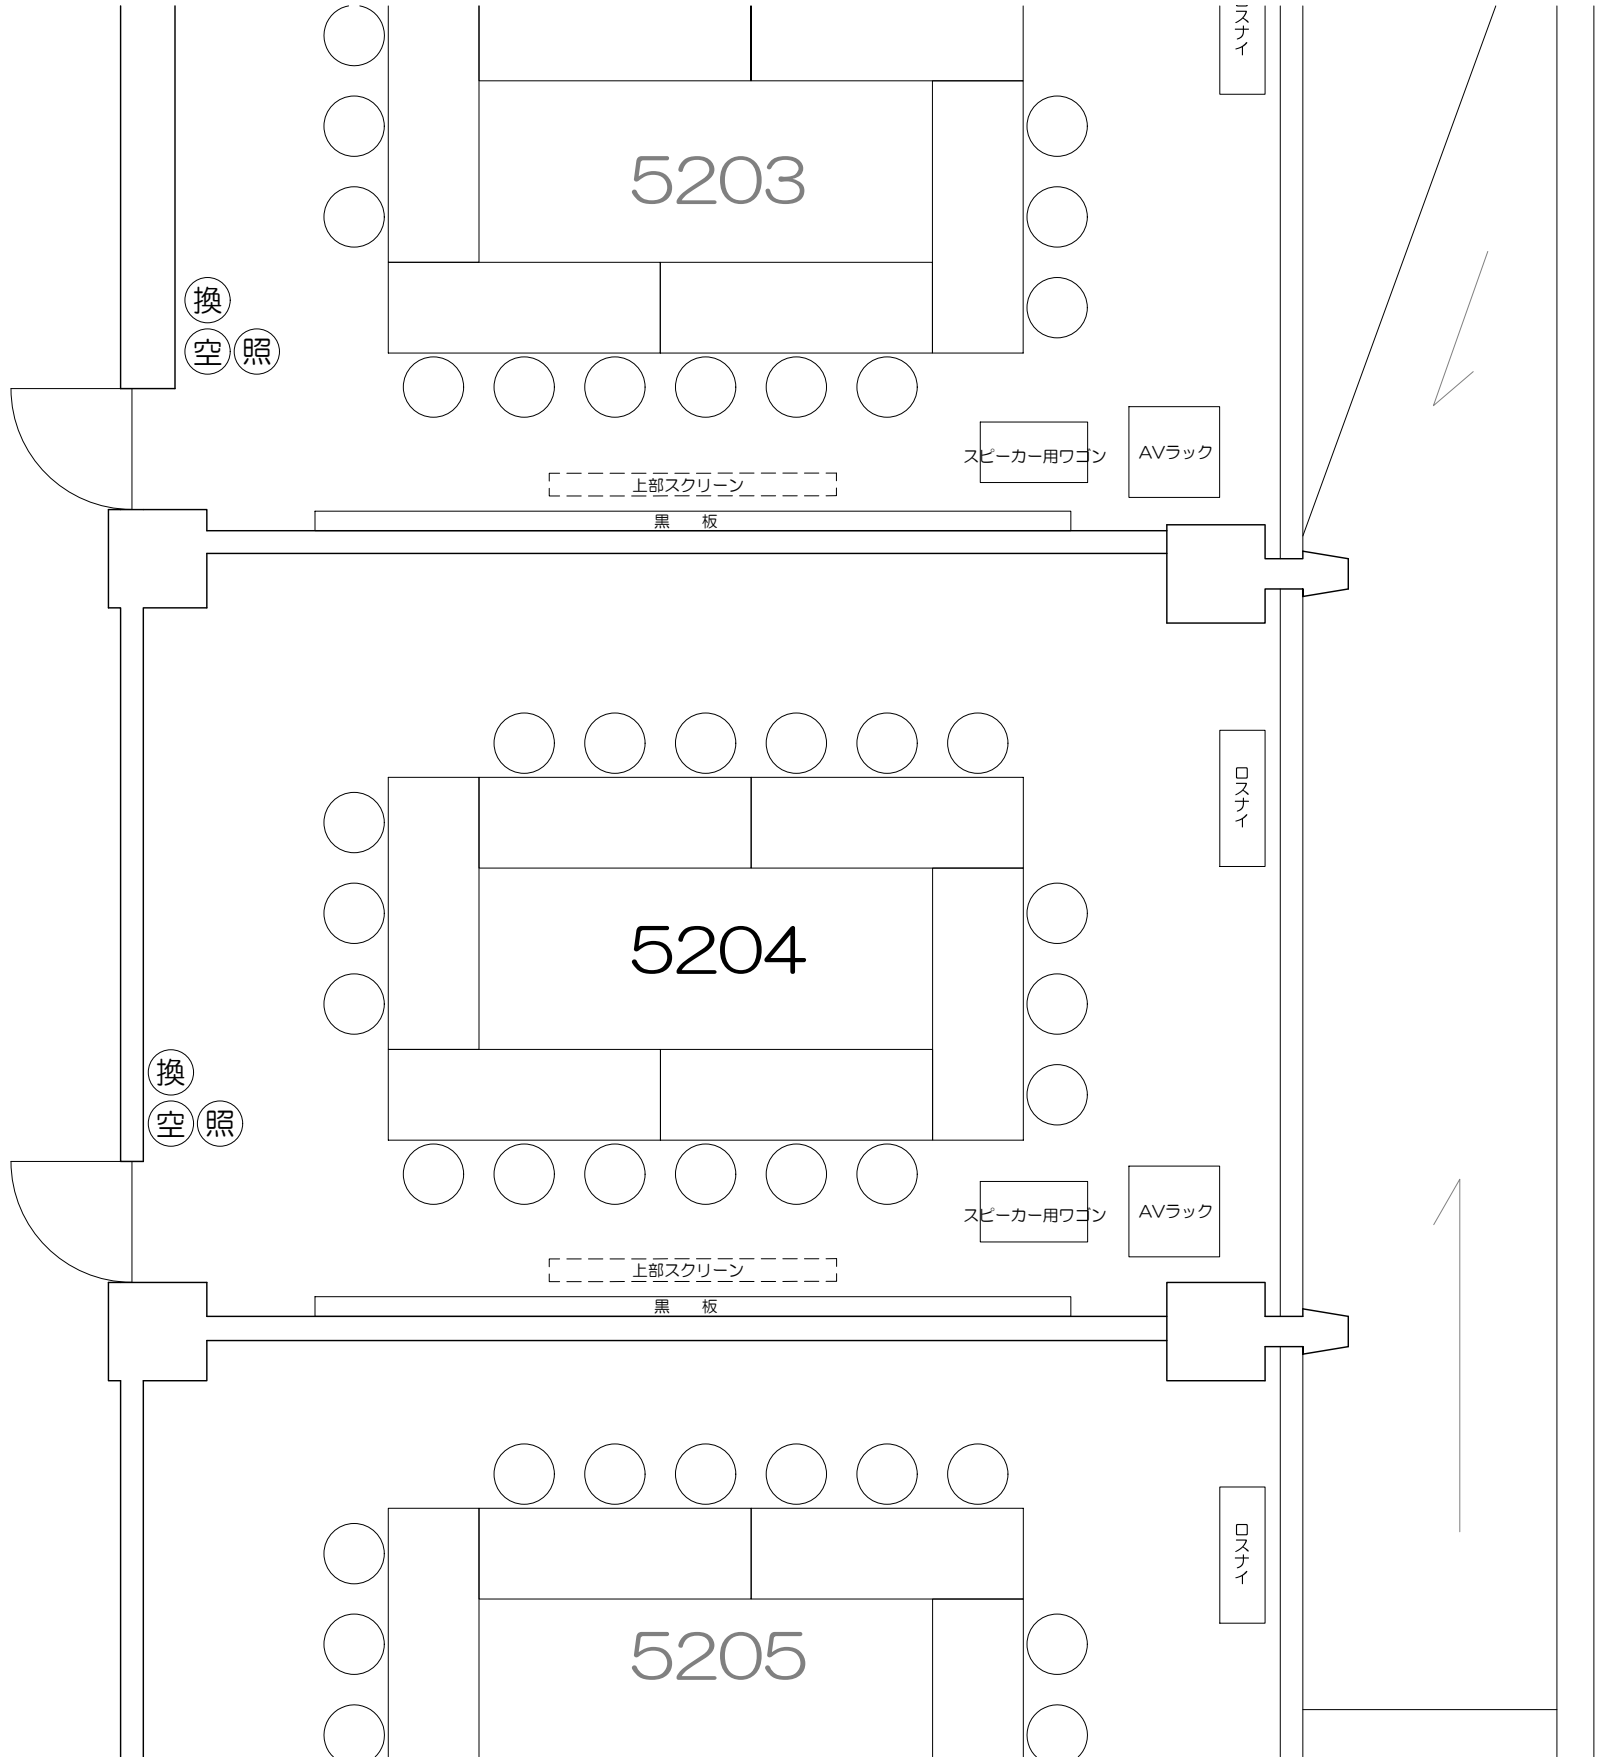 スナイ
5203
換
空 照
スピーカー用ワゴン
AVラック
上部スクリーン
黒　板
ロスナイ
5204
換
空 照
スピーカー用ワゴン
AVラック
上部スクリーン
黒　板
ロスナイ
5205